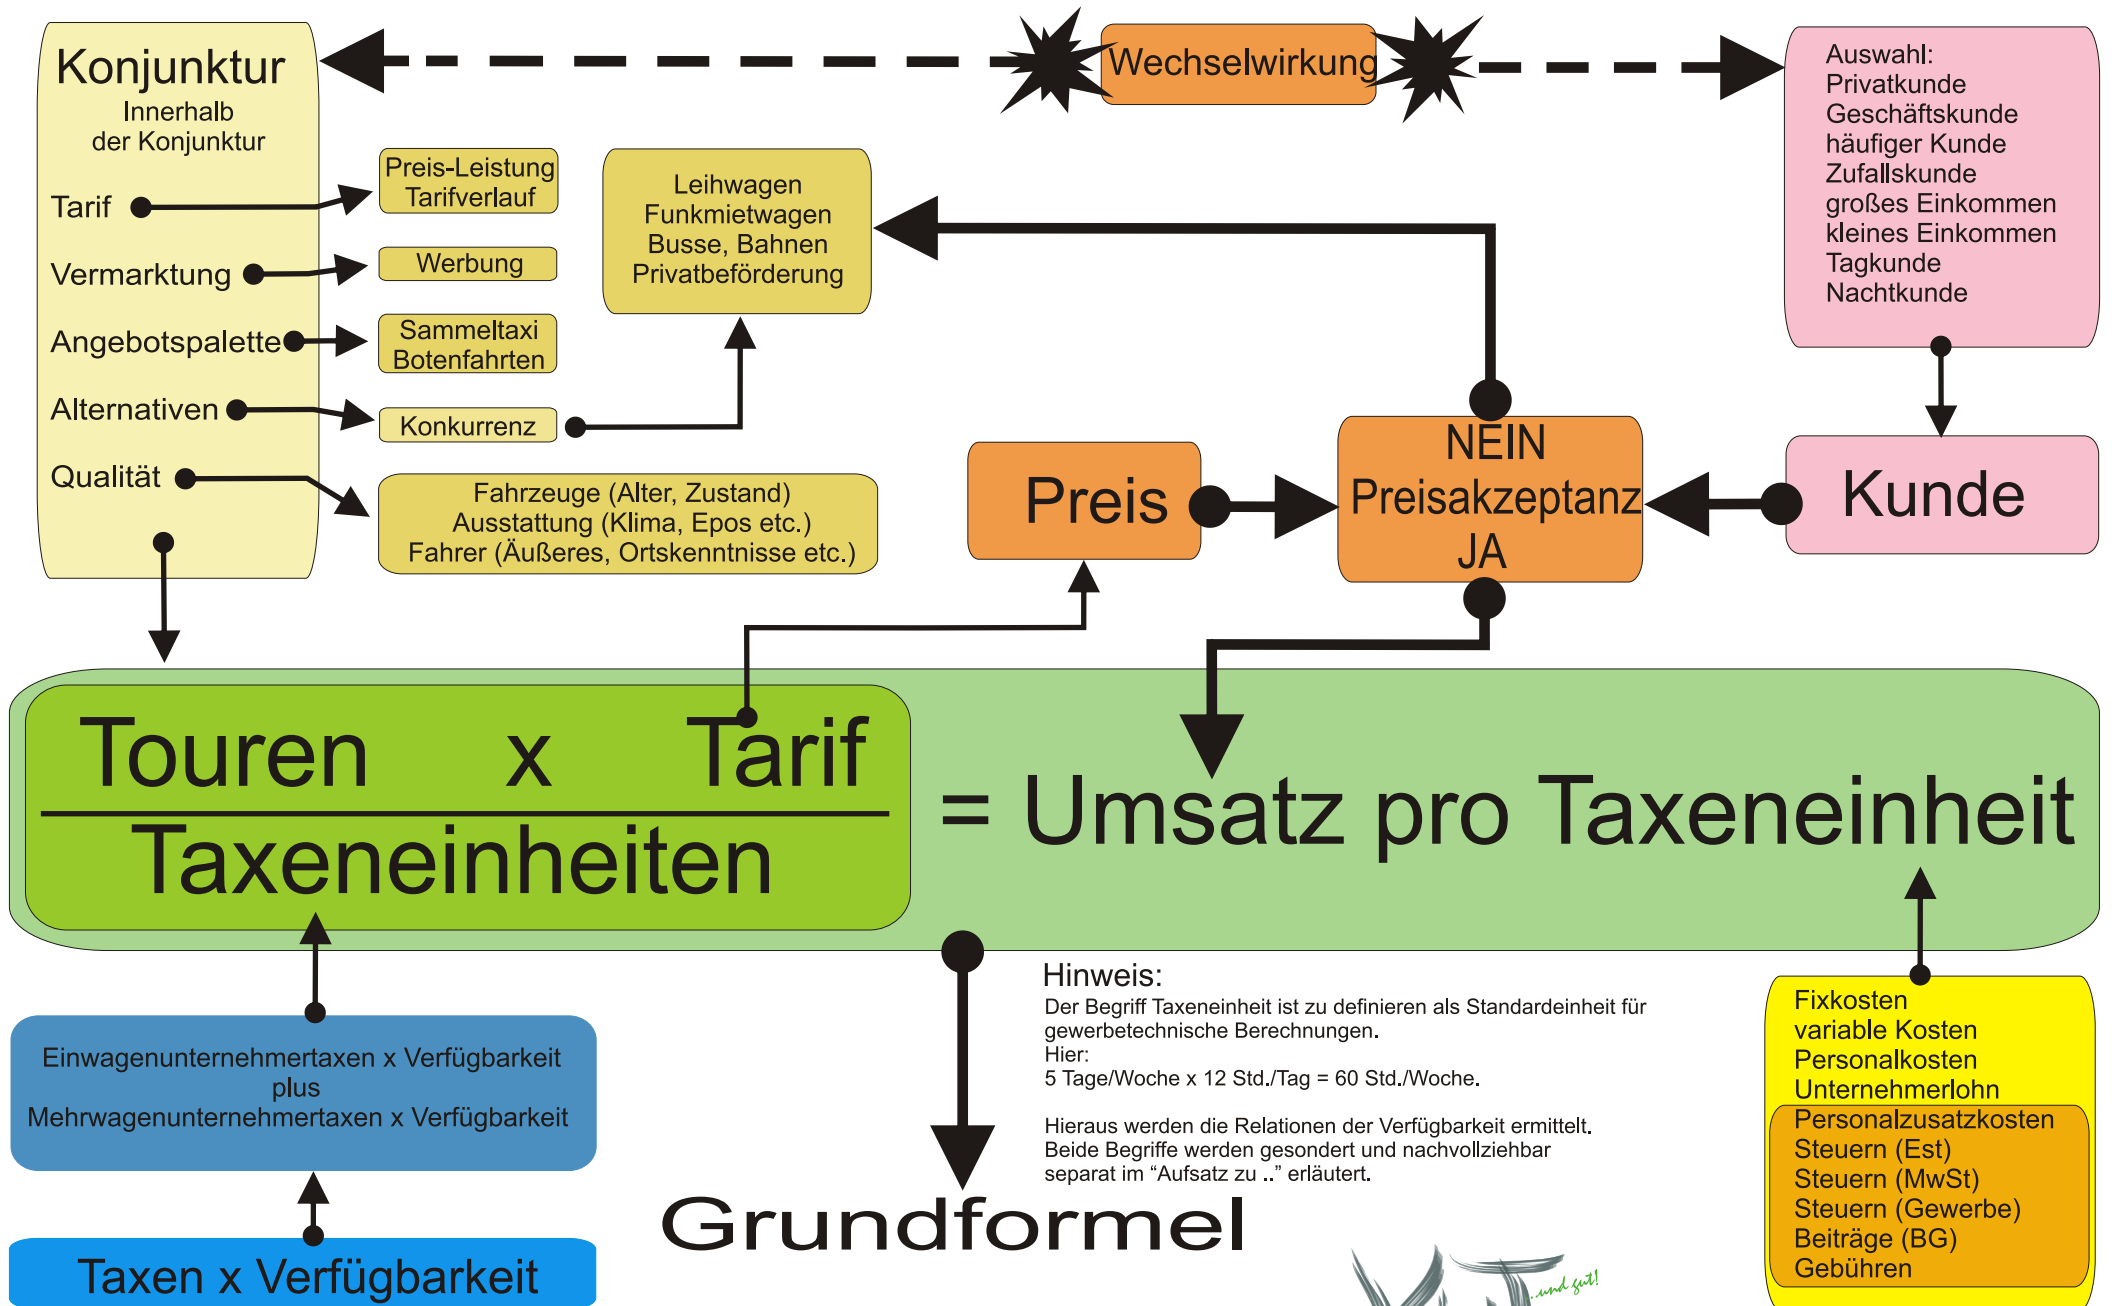 Konjunktur
Innerhalb
der Konjunktur
Tarif
Vermarktung
Angebotspalette
Alternativen
Qualität
Preis-Leistung
Tarifverlauf
Werbung
Sammeltaxi
Botenfahrten
Konkurrenz
Fahrzeuge (Alter, Zustand)
Ausstattung (Klima, Epos etc.)
Fahrer (Äußeres, Ortskenntnisse etc.)
Leihwagen
Funkmietwagen
Busse, Bahnen
Privatbeförderung
Wechselwirkung
Auswahl:
Privatkunde
Geschäftskunde
häufiger Kunde
Zufallskunde
großes Einkommen
kleines Einkommen
Tagkunde
Nachtkunde
Preis
NEIN
Preisakzeptanz
JA
Kunde
Touren x Tarif
Taxeneinheiten
= Umsatz pro Taxeneinheit
Einwagenunternehmertaxen x Verfügbarkeit
plus
Mehrwagenunternehmertaxen x Verfügbarkeit
Taxen x Verfügbarkeit
Grundformel
Hinweis:
Der Begriff Taxeneinheit ist zu definieren als Standardeinheit für
gewerbetechnische Berechnungen.
Hier:
5 Tage/Woche x 12 Std./Tag = 60 Std./Woche.
Hieraus werden die Relationen der Verfügbarkeit ermittelt.
Beide Begriffe werden gesondert und nachvollziehbar
separat im “Aufsatz zu ..” erläutert.
..und gut!
Fixkosten
variable Kosten
Personalkosten
Unternehmerlohn
Personalzusatzkosten
Steuern (Est)
Steuern (MwSt)
Steuern (Gewerbe)
Beiträge (BG)
Gebühren